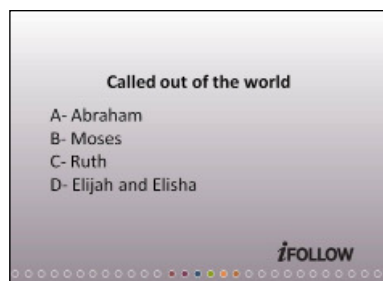 Called out of the world
A- Abraham
B- Moses
C- Ruth
D- Elijah and Elisha
iFOLLOW